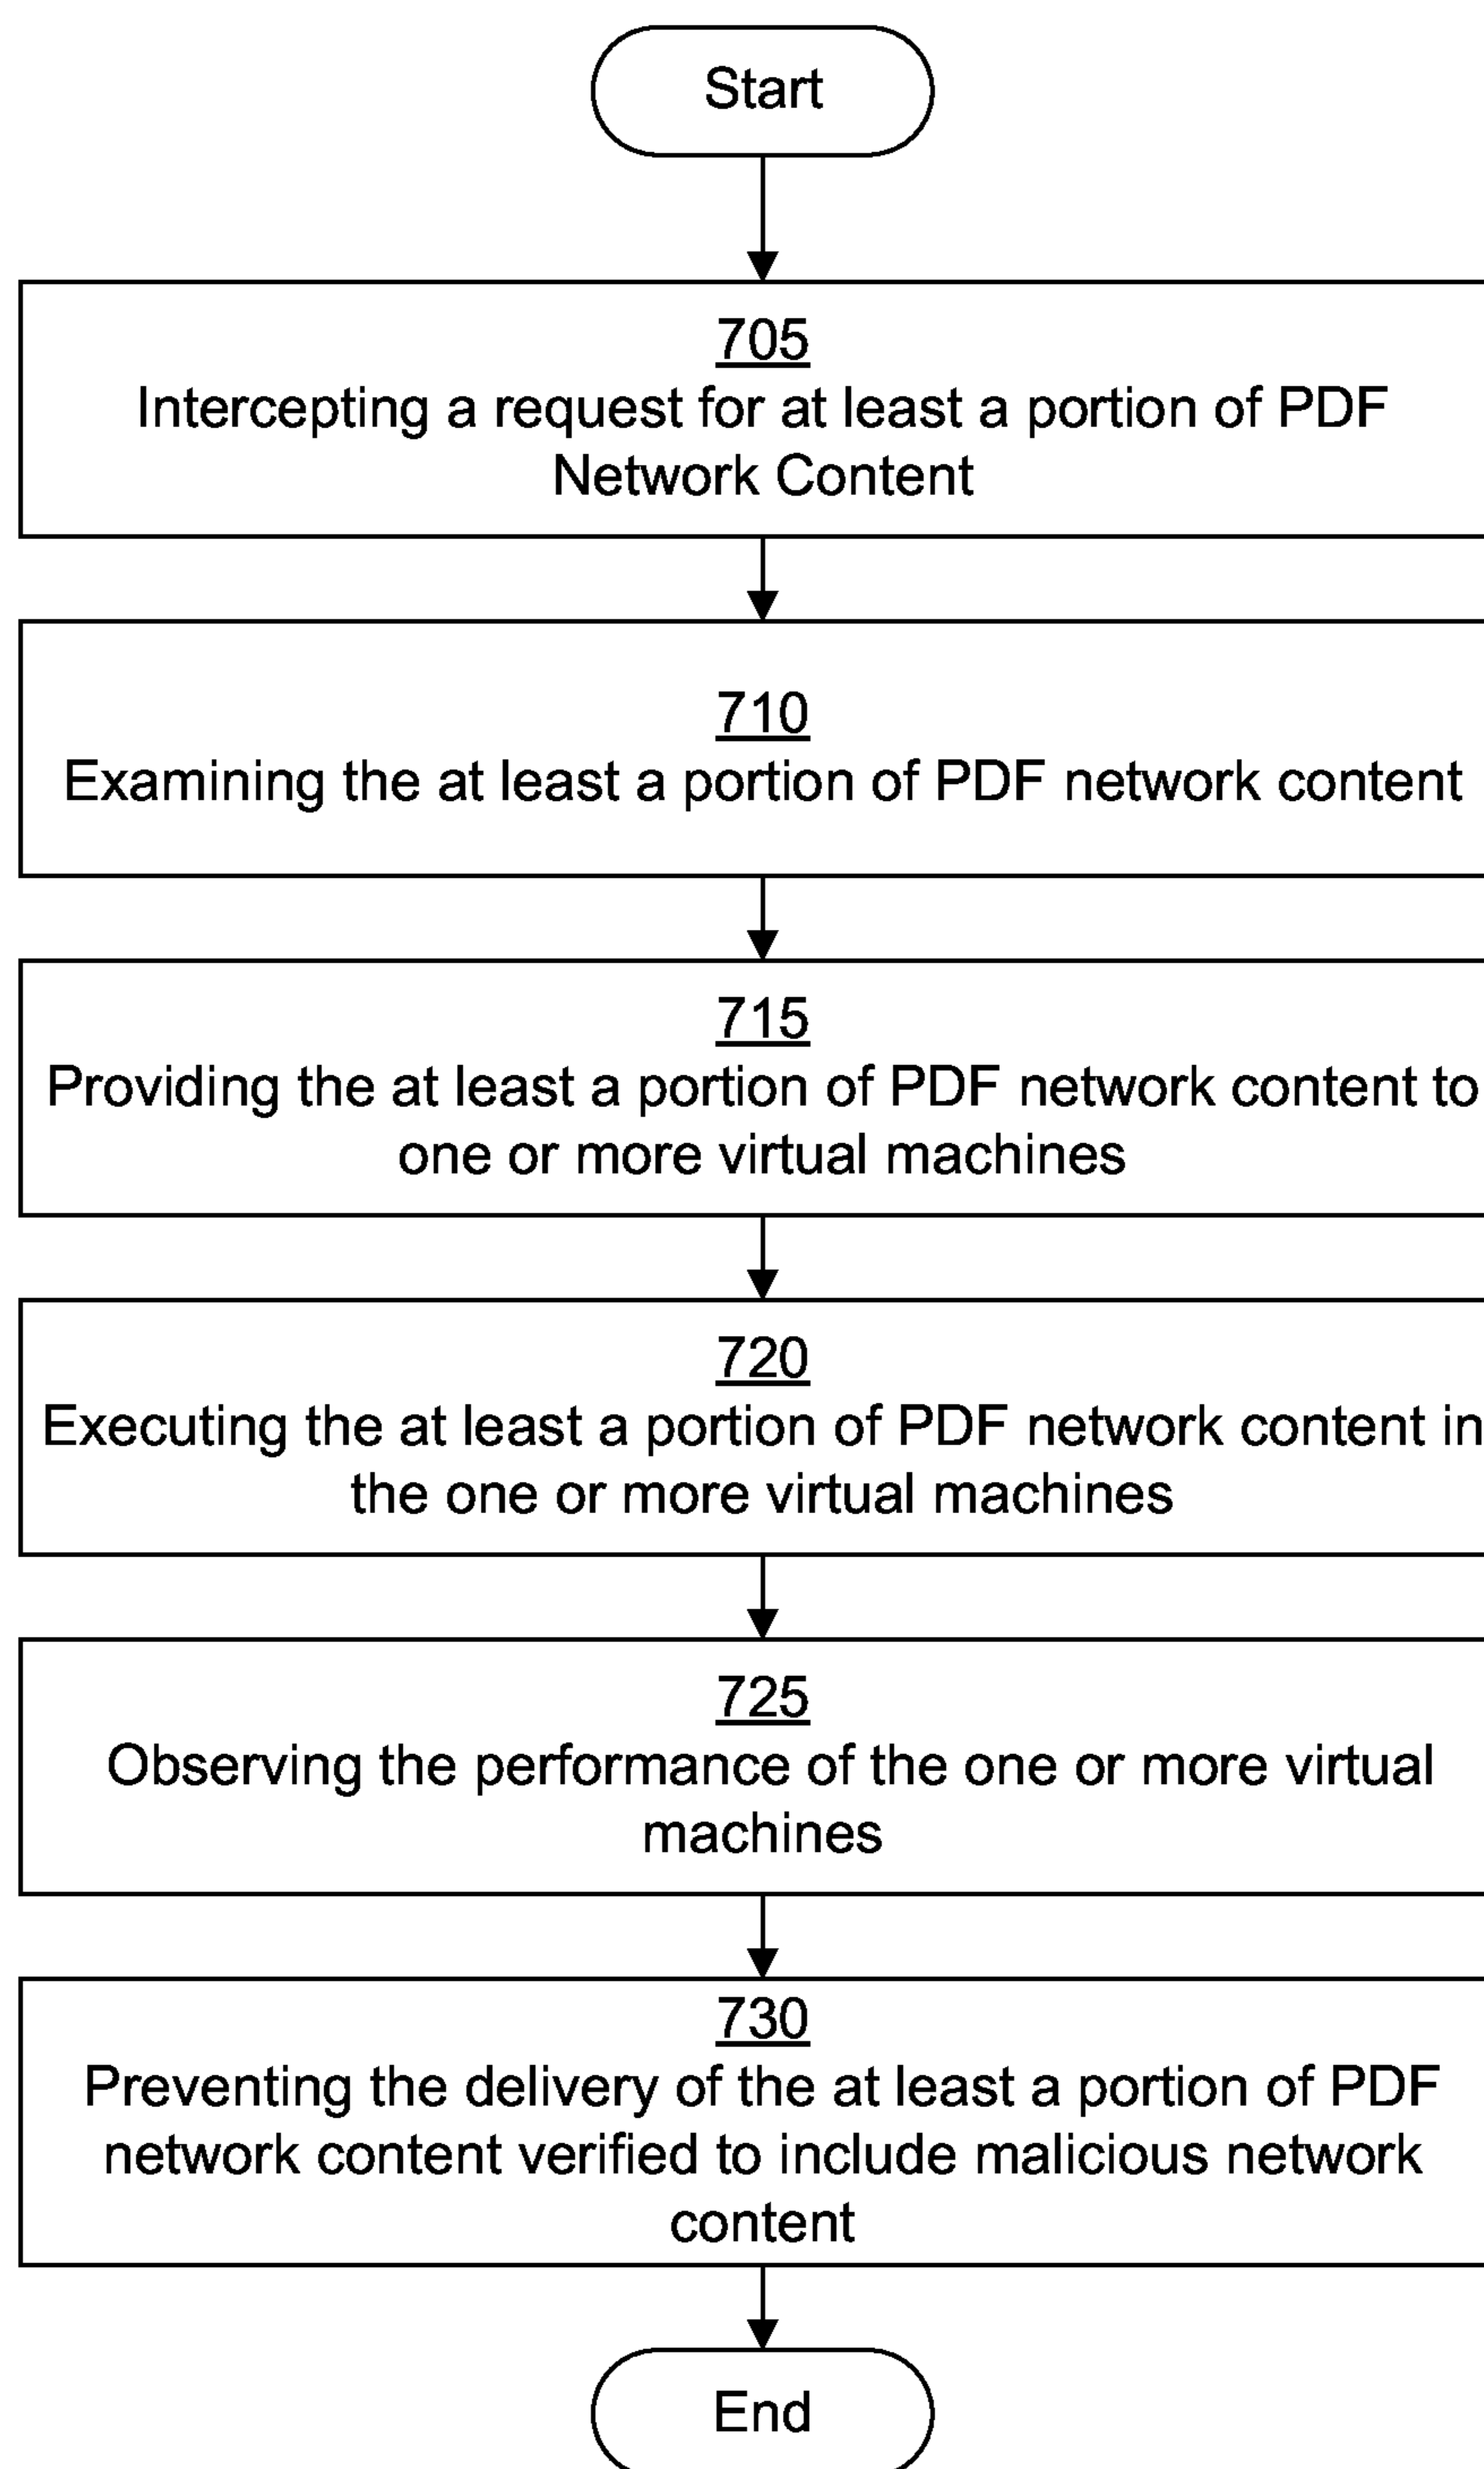 Start
705
Intercepting a request for at least a portion of PDF
Network Content
710
Examining the at least a portion of PDF network content
715
Providing the at least a portion of PDF network content to
one or more virtual machines
720
Executing the at least a portion of PDF network content in
the one or more virtual machines
725
Observing the performance of the one or more virtual
machines
730
Preventing the delivery of the at least a portion of PDF
network content verified to include malicious network
content
End